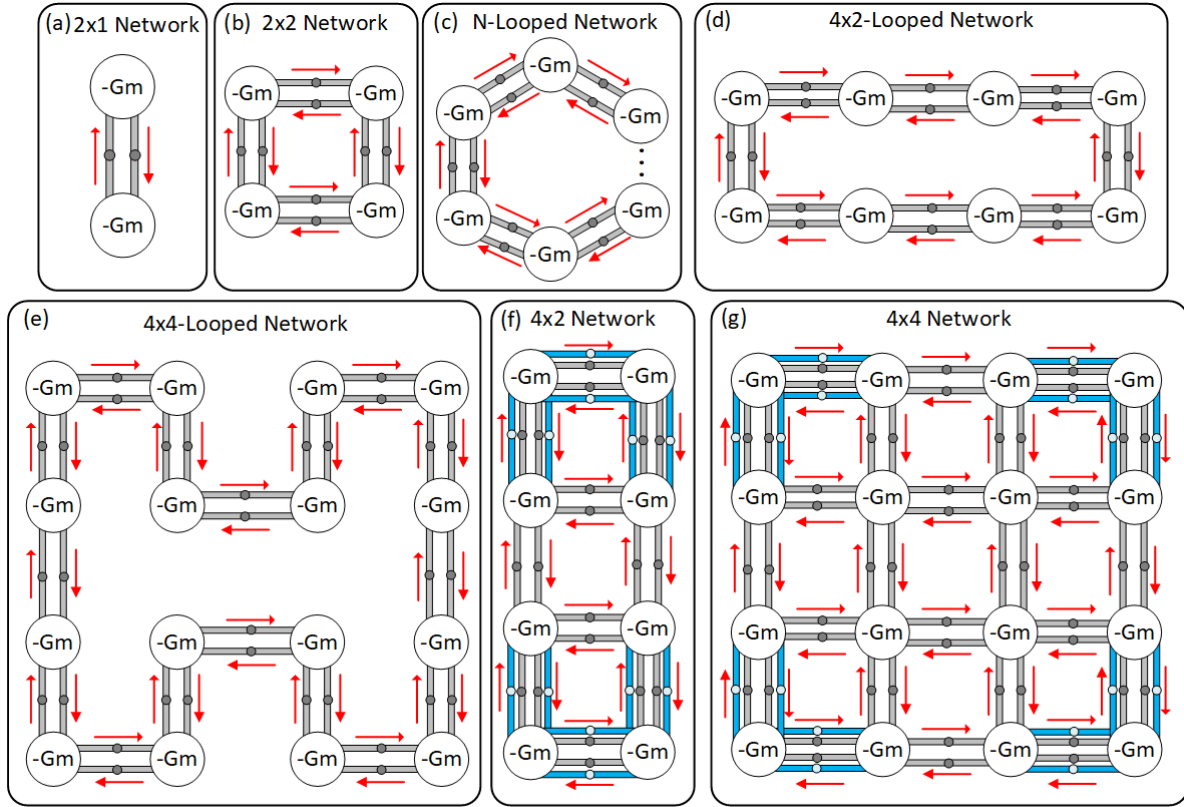 (a) 2x1 Network
-Gm
-Gm
(b) 2x2 Network
-Gm -Gm
-Gm -Gm
(c) N-Looped Network
-Gm
-Gm -Gm
-Gm -Gm
-Gm
(d) 4x2-Looped Network
-Gm -Gm -Gm -Gm
-Gm -Gm -Gm -Gm
(e) 4x4-Looped Network
-Gm -Gm -Gm -Gm
-Gm -Gm -Gm -Gm
-Gm -Gm -Gm -Gm
-Gm -Gm -Gm -Gm
(f) 4x2 Network
-Gm -Gm
-Gm -Gm
-Gm -Gm
-Gm -Gm
(g) 4x4 Network
-Gm -Gm -Gm -Gm
-Gm -Gm -Gm -Gm
-Gm -Gm -Gm -Gm
-Gm -Gm -Gm -Gm